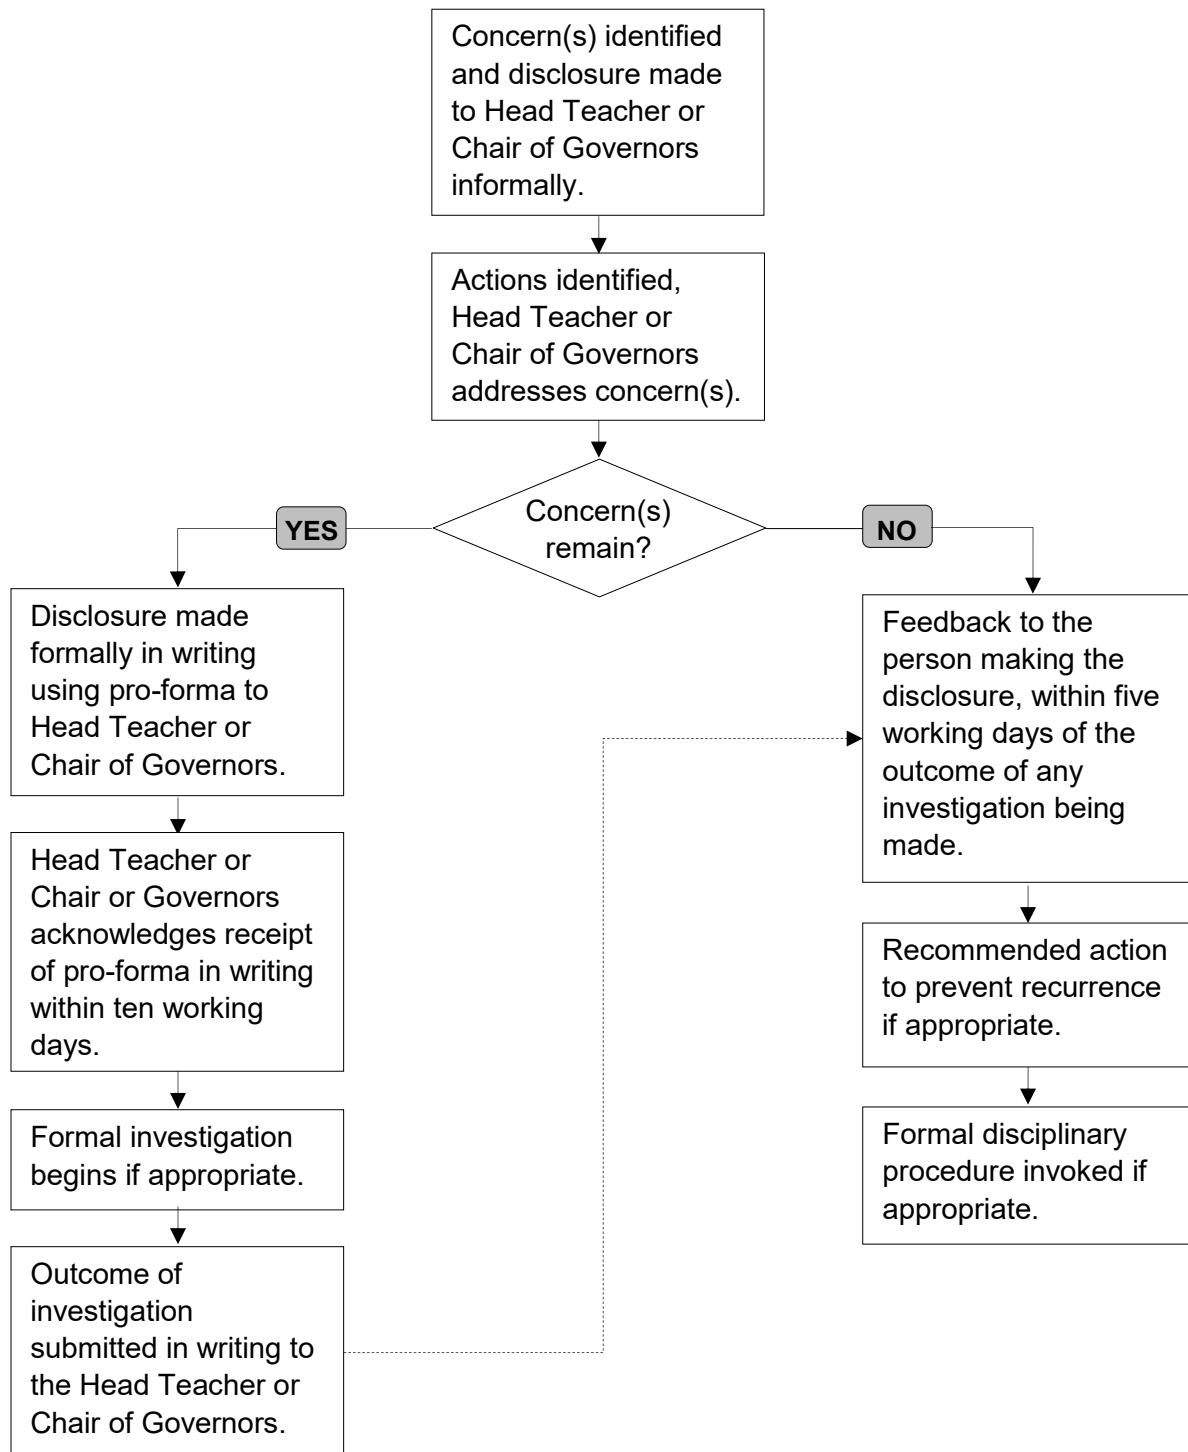 Concern(s) identified
and disclosure made
to Head Teacher or
Chair of Governors
informally.
Actions identified,
Head Teacher or
Chair of Governors
addresses concern(s).
Concern(s)
remain?
YES
NO
Disclosure made
formally in writing
using pro-forma to
Head Teacher or
Chair of Governors.
Head Teacher or
Chair or Governors
acknowledges receipt
of pro-forma in writing
within ten working
days.
Formal investigation
begins if appropriate.
Outcome of
investigation
submitted in writing to
the Head Teacher or
Chair of Governors.
Feedback to the
person making the
disclosure, within five
working days of the
outcome of any
investigation being
made.
Recommended action
to prevent recurrence
if appropriate.
Formal disciplinary
procedure invoked if
appropriate.